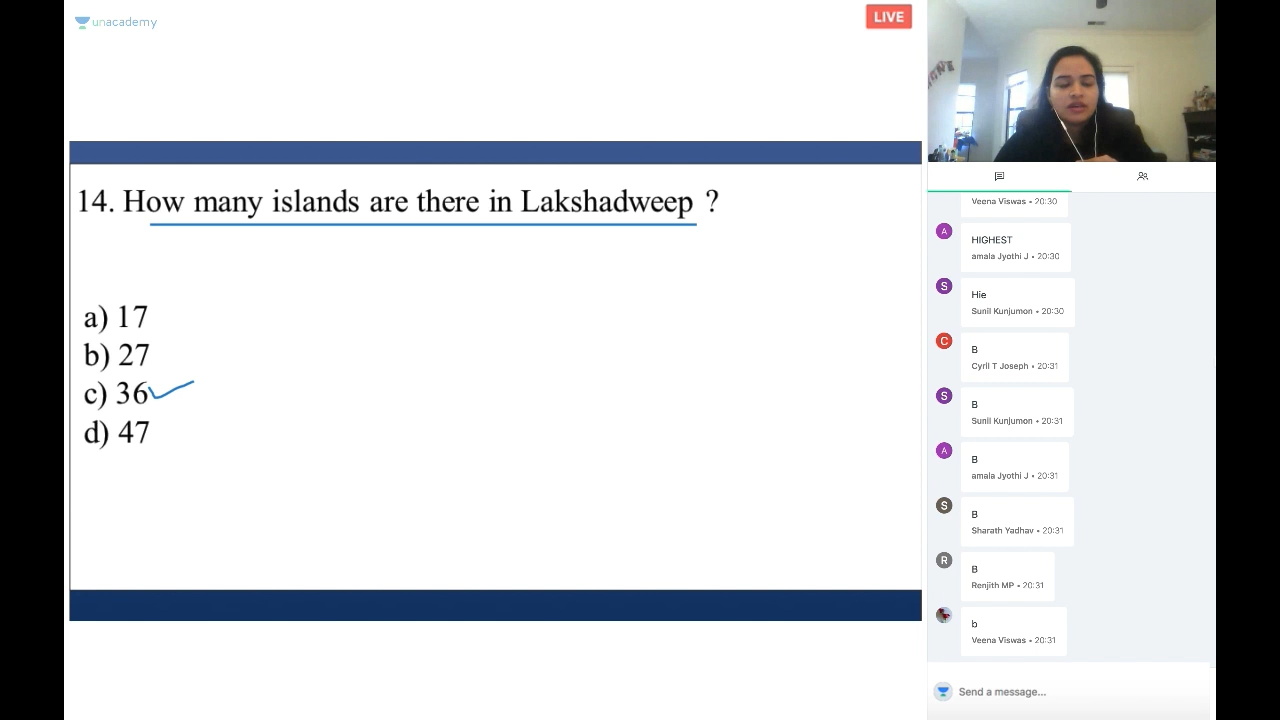 unacademy
LIVE
14. How many islands are there in Lakshadweep ?
a) 17
b) 27
c) 36
d) 47
Veena Viswas • 20:30
A
HIGHEST
amala Jyothi J • 20:30
S
Hie
Sunil Kunjumon • 20:30
C
B
Cyril T Joseph • 20:31
S
B
Sunil Kunjumon • 20:31
A
B
amala Jyothi J • 20:31
S
B
Sharath Yadhav • 20:31
R
B
Renjith MP • 20:31
b
Veena Viswas • 20:31
Send a message...